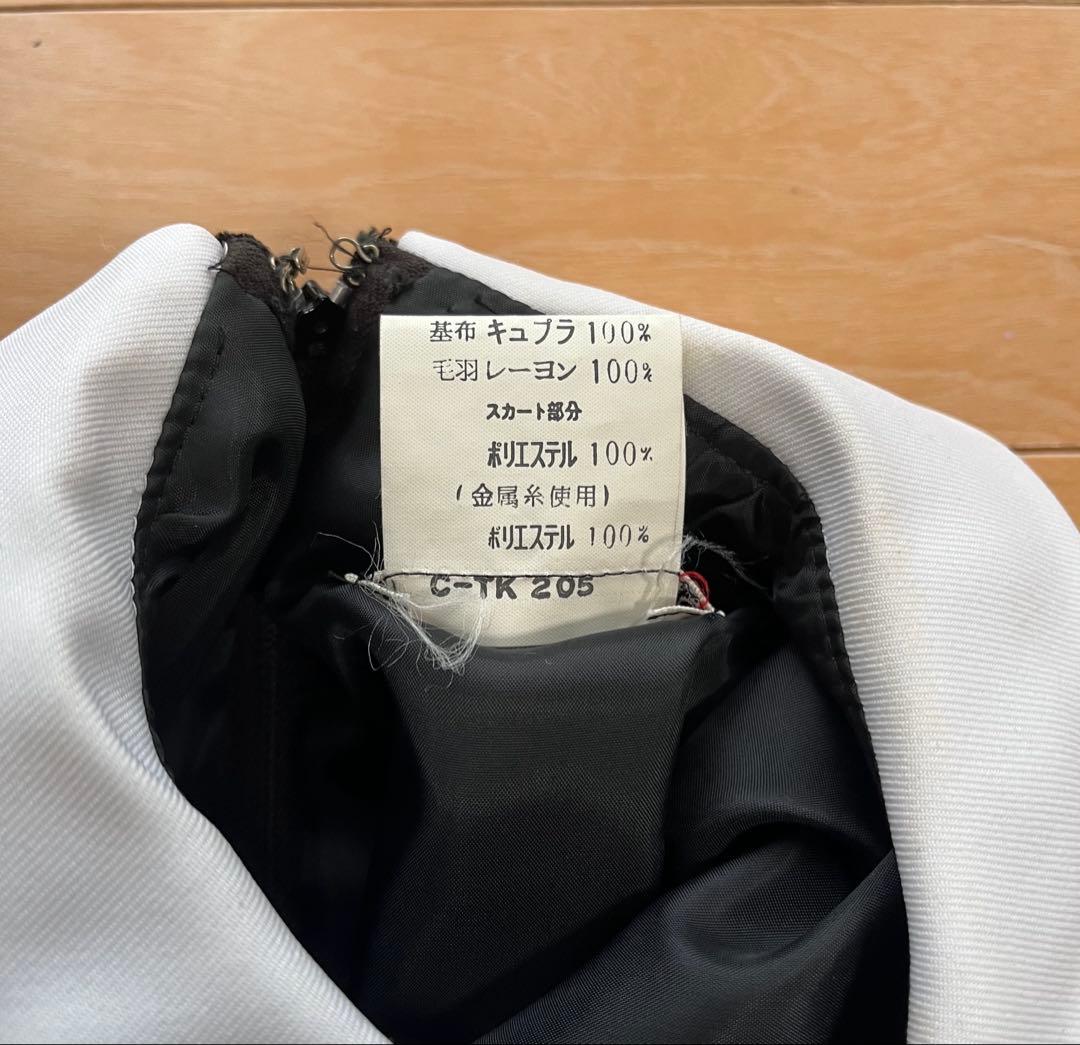 基布 キュプラ 100%
毛羽 レーヨン 100%
スカート部分
ポリエステル 100%
(金属糸使用)
ポリエステル 100%
C-TK 205